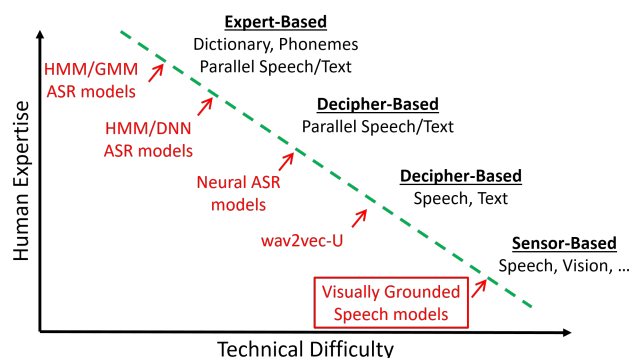 Expert-Based
Dictionary, Phonemes
Parallel Speech/Text
HMM/GMM
ASR models
Decipher-Based
Parallel Speech/Text
HMM/DNN
ASR models
Decipher-Based
Speech, Text
Neural ASR
models
wav2vec-U
Sensor-Based
Speech, Vision, ...
Visually Grounded
Speech models
Human Expertise
Technical Difficulty